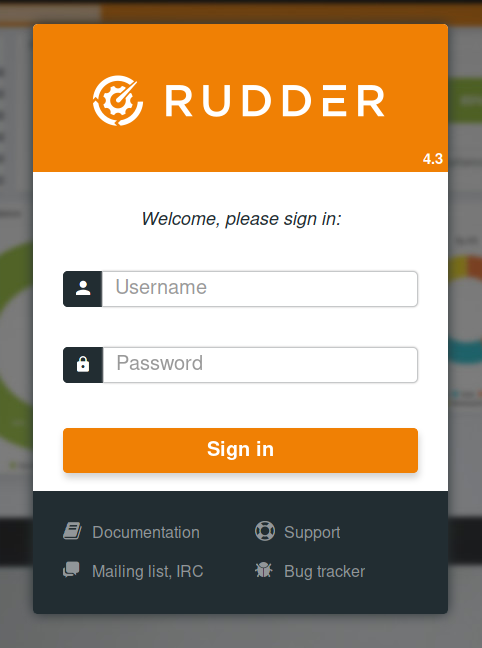 RUDDER
4.3
Welcome, please sign in:
Username
Password
Sign in
Documentation
Support
Mailing list, IRC
Bug tracker